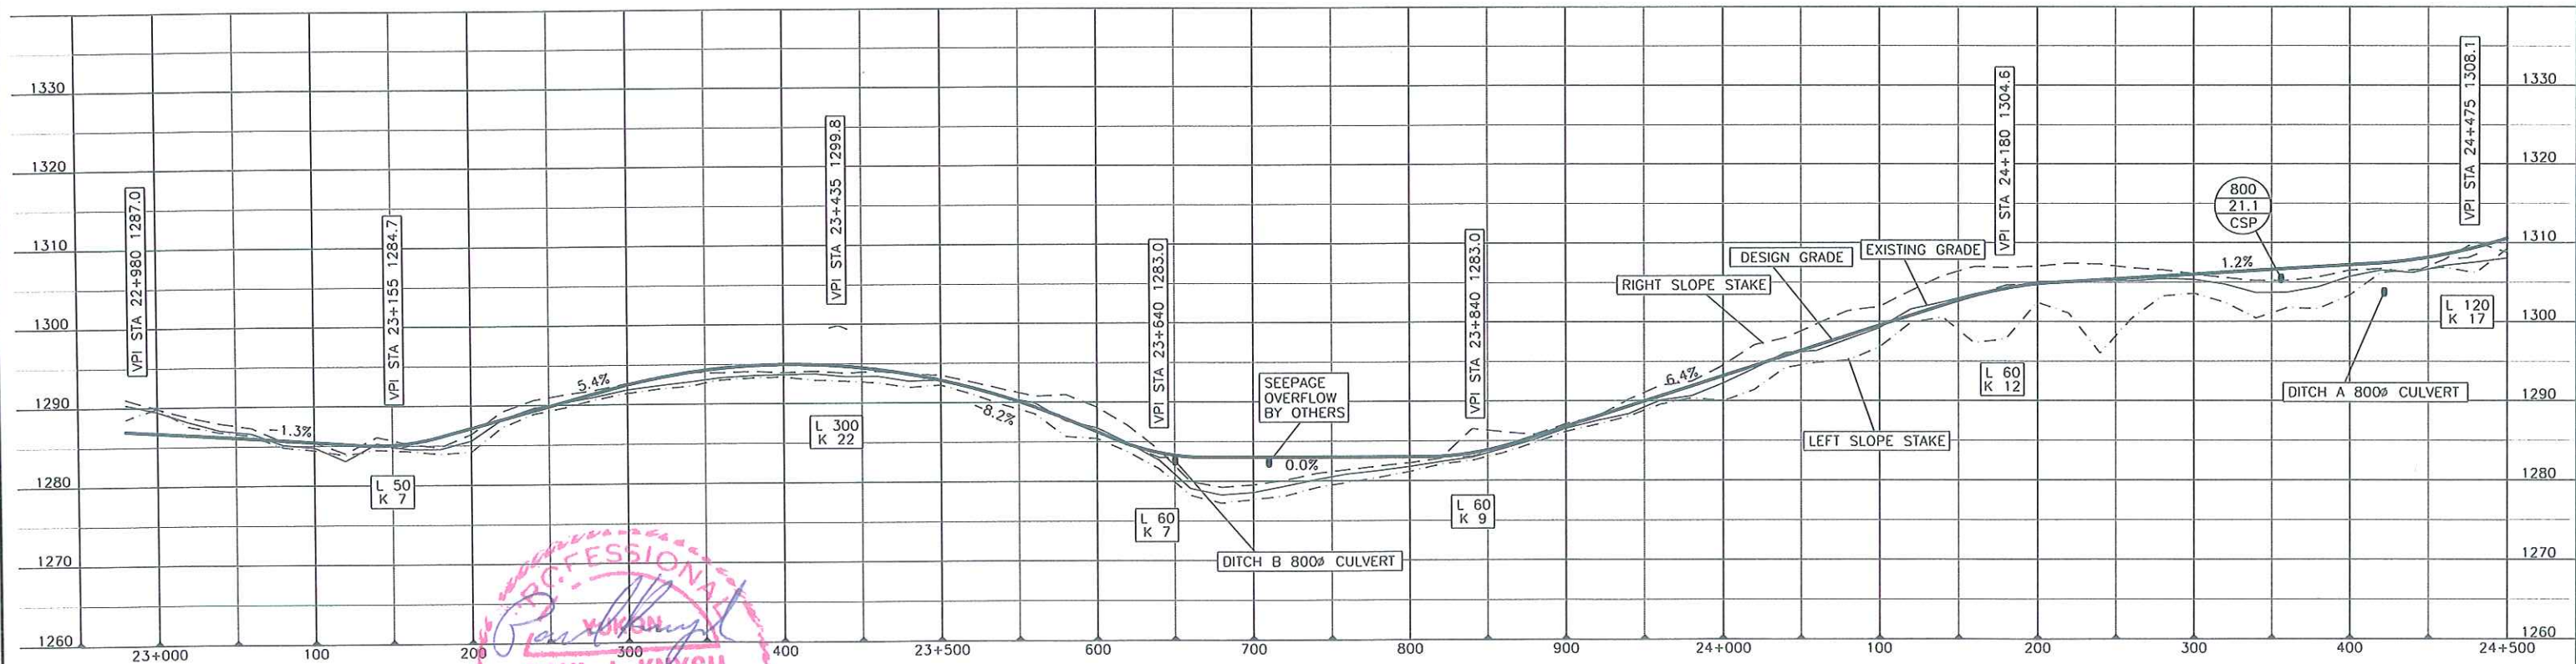 1330
1320
1310
1300
1290
1280
1270
1260
VPI STA 22+980 1287.0
VPI STA 23+155 1284.7
VPI STA 23+435 1299.8
VPI STA 23+640 1283.0
VPI STA 23+840 1283.0
VPI STA 24+180 1304.6
VPI STA 24+475 1308.1
-1.3%
5.4%
-8.2%
0.0%
6.4%
1.2%
L 50
K 7
L 300
K 22
L 60
K 7
L 60
K 9
L 60
K 12
L 120
K 17
SEEPAGE
OVERFLOW
BY OTHERS
DITCH B 800ø CULVERT
RIGHT SLOPE STAKE
DESIGN GRADE
EXISTING GRADE
LEFT SLOPE STAKE
800
21.1
CSP
DITCH A 800ø CULVERT
1330
1320
1310
1300
1290
1280
1270
1260
23+000
100
200
300
400
23+500
600
700
800
900
24+000
100
200
300
400
24+500
PROFESSIONAL
YUKON